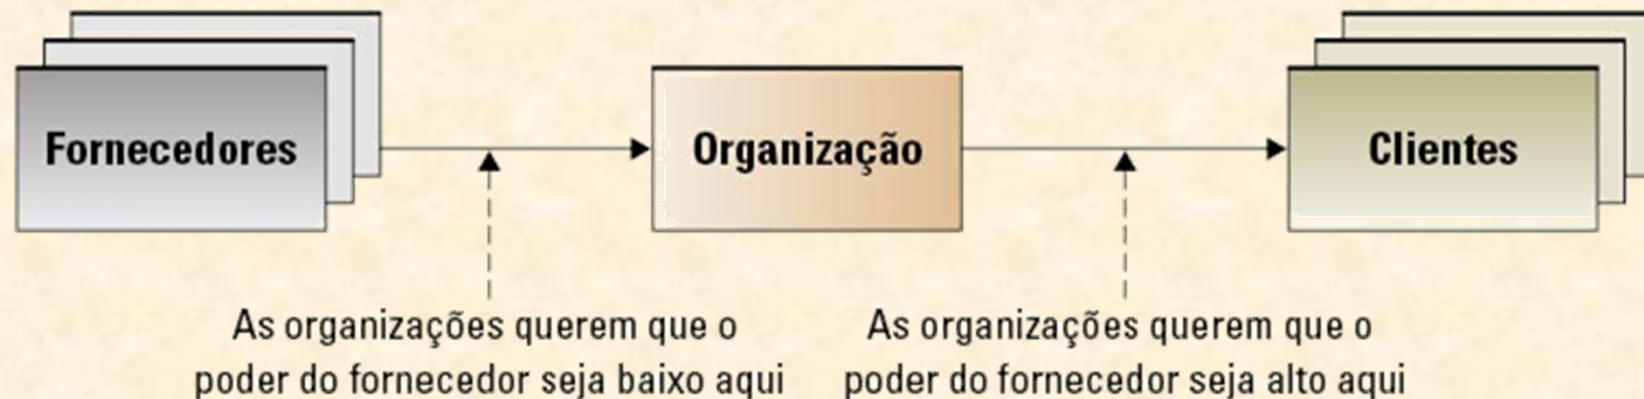 Fornecedores
Organização
Clientes
As organizações querem que o
poder do fornecedor seja baixo aqui
As organizações querem que o
poder do fornecedor seja alto aqui